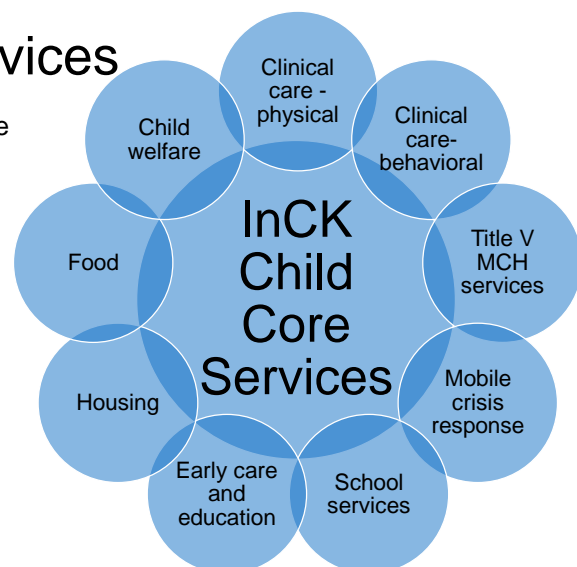 vices
e
Clinical
care -
physical
Clinical
care-
behavioral
Title V
MCH
services
Mobile
crisis
response
School
services
Early care
and
education
Housing
Food
Child
welfare
InCK
Child
Core
Services